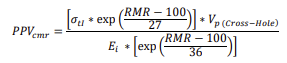 PPV_cmr = [σ_tI * exp(RMR − 100 / 27)] * V_p (Cross−Hole) / E_i * [exp(RMR − 100 / 36)]